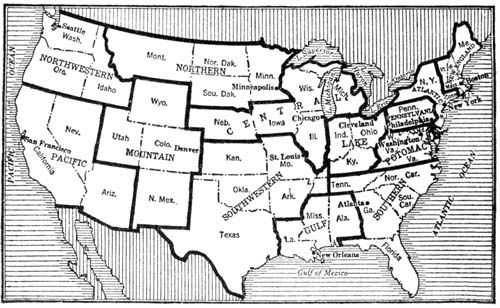 Seattle
Wash.
NORTHWESTERN
Ore.
Idaho
Mont.
Nor. Dak.
NORTHERN
Minn.
Minneapolis
Sou. Dak.
Superior
Wis.
Mich.
Me.
NEW ENGLAND
Boston
N.Y.
ATLANTIC
New York
Penn.
PENNSYLVANIA
Philadelphia
Wyo.
Neb.
CENTRAL
Iowa
Chicago
Ill.
Cleveland
Ind.
Ohio
LAKE
Ky.
Washington
POTOMAC
Va.
Nev.
San Francisco
California
PACIFIC
Utah
Colo.
Denver
MOUNTAIN
Kan.
St. Louis
Mo.
Ariz.
N. Mex.
Okla.
SOUTHWESTERN
Ark.
Texas
Tenn.
Nor. Car.
Sou. Car.
SOUTHERN
Atlanta
Ga.
Miss.
GULF
Ala.
La.
New Orleans
Florida
Gulf of Mexico
PACIFIC
OCEAN
ATLANTIC
OCEAN